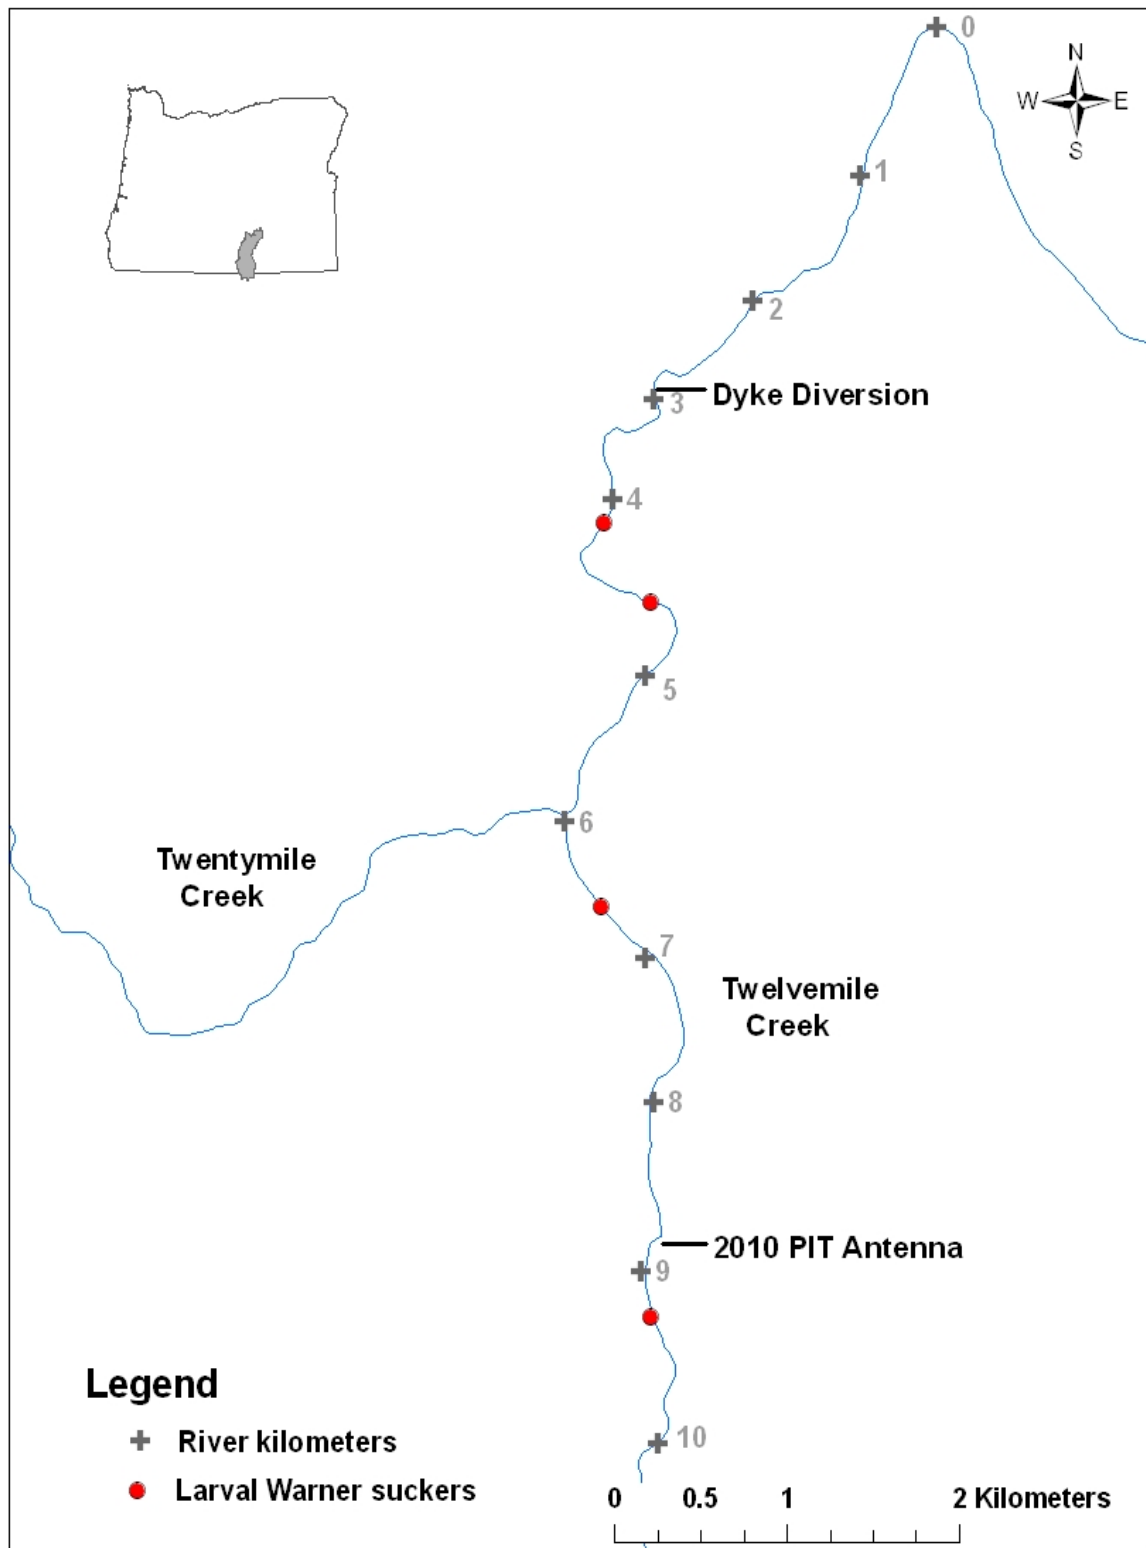 0
N
W E
S
1
2
Dyke Diversion
3
4
5
6
Twentymile
Creek
7
Twelvemile
Creek
8
2010 PIT Antenna
9
Legend
10
River kilometers
Larval Warner suckers
0 0.5 1 2 Kilometers